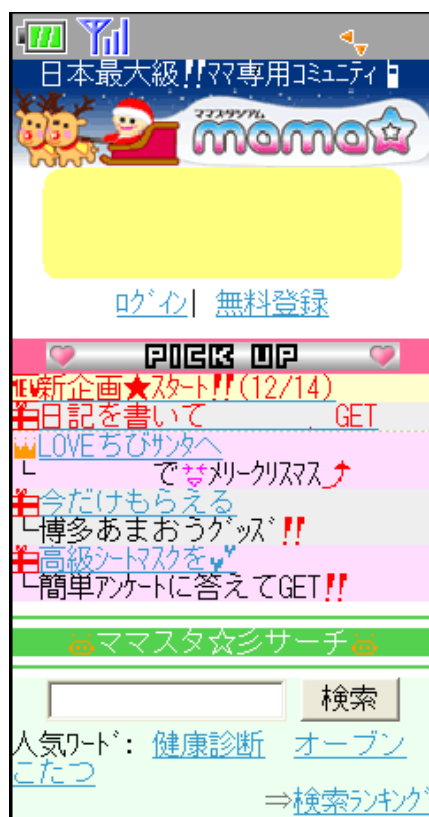 日本最大級!!ﾏﾏ専用ｺﾐｭﾆﾃｨ
ママスタジアム
mama☆
ﾛｸﾞｲﾝ| 無料登録
PICK UP
NEW新企画★ｽﾀｰﾄ!!(12/14)
日記を書いて . GET
LOVEちびｻﾝﾀへ
└ でﾒﾘｰｸﾘｽﾏｽ
今だけもらえる
└博多あまおうｸﾞｯｽﾞ!!
高級ｼｰﾄﾏｽｸを
└簡単ｱﾝｹｰﾄに答えてGET!!
ママスタ☆彡サーチ
検索
人気ﾜｰﾄﾞ: 健康診断 オーブン
こたつ
⇒検索ﾗﾝｷﾝｸﾞ